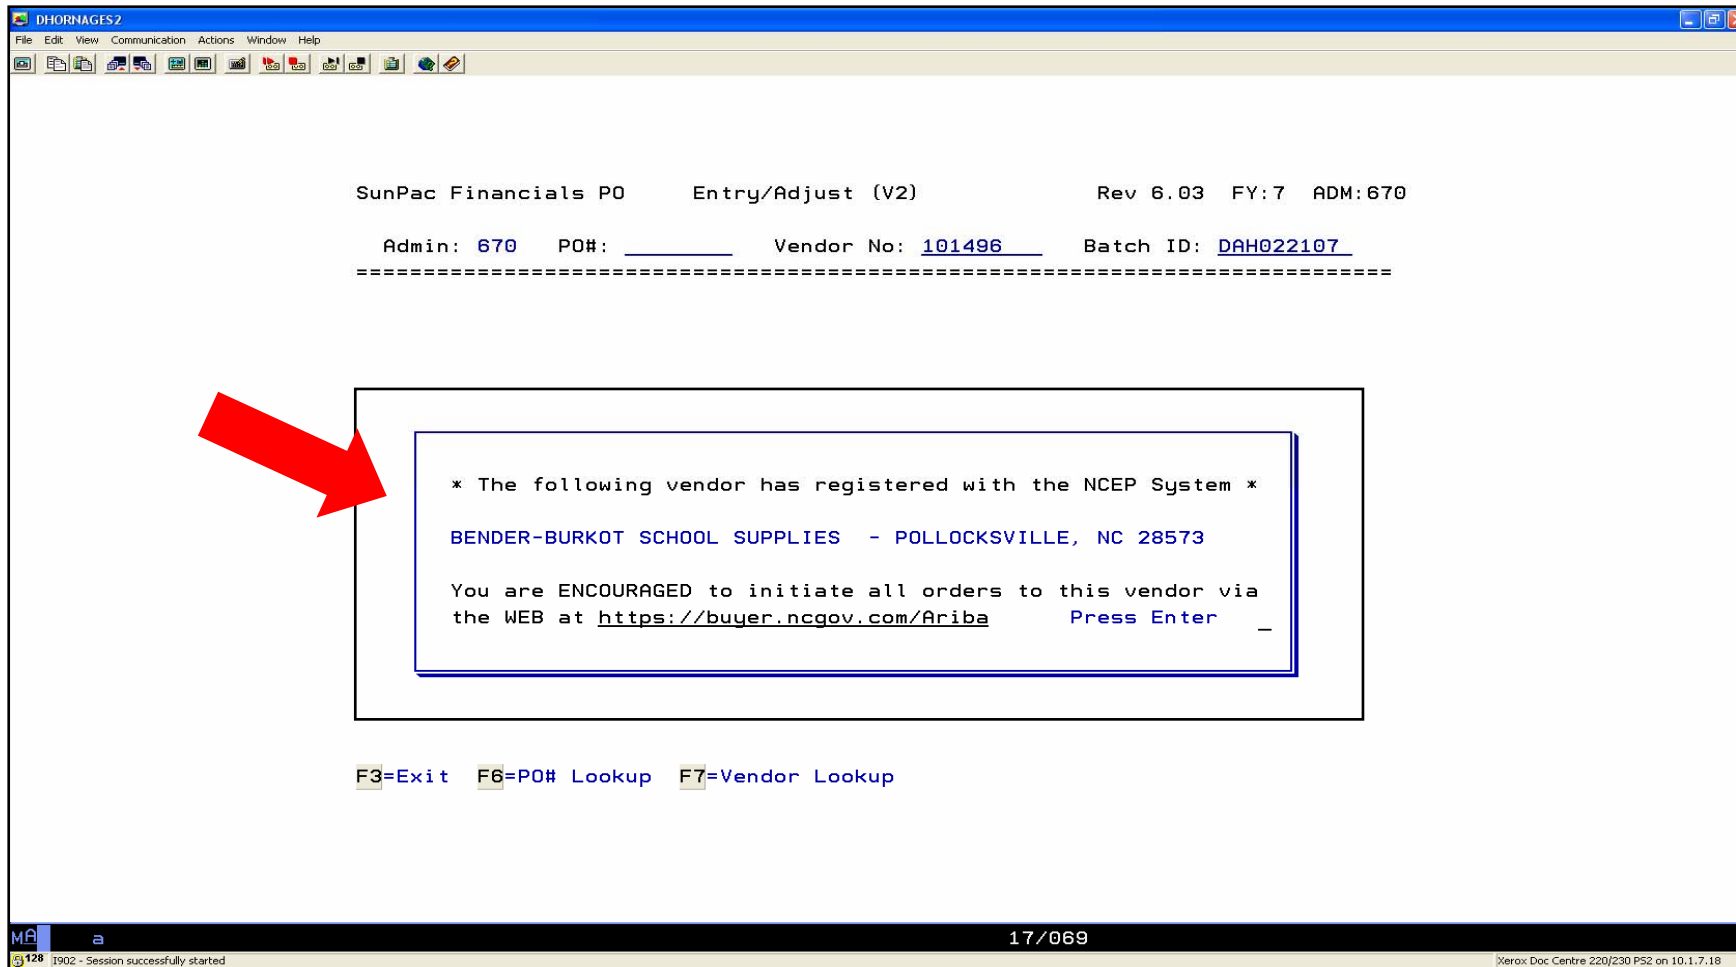 DHORNAGES2
File Edit View Communication Actions Window Help
SunPac Financials PO Entry/Adjust (V2) Rev 6.03 FY:7 ADM:670
Admin: 670 PO#: ________ Vendor No: 101496 Batch ID: DAH022107
=============================================================================
* The following vendor has registered with the NCEP System *
BENDER-BURKOT SCHOOL SUPPLIES - POLLOCKSVILLE, NC 28573
You are ENCOURAGED to initiate all orders to this vendor via
the WEB at https://buyer.ncgov.com/Ariba Press Enter _
F3=Exit F6=PO# Lookup F7=Vendor Lookup
MA a 17/069
128 I902 - Session successfully started Xerox Doc Centre 220/230 PS2 on 10.1.7.18